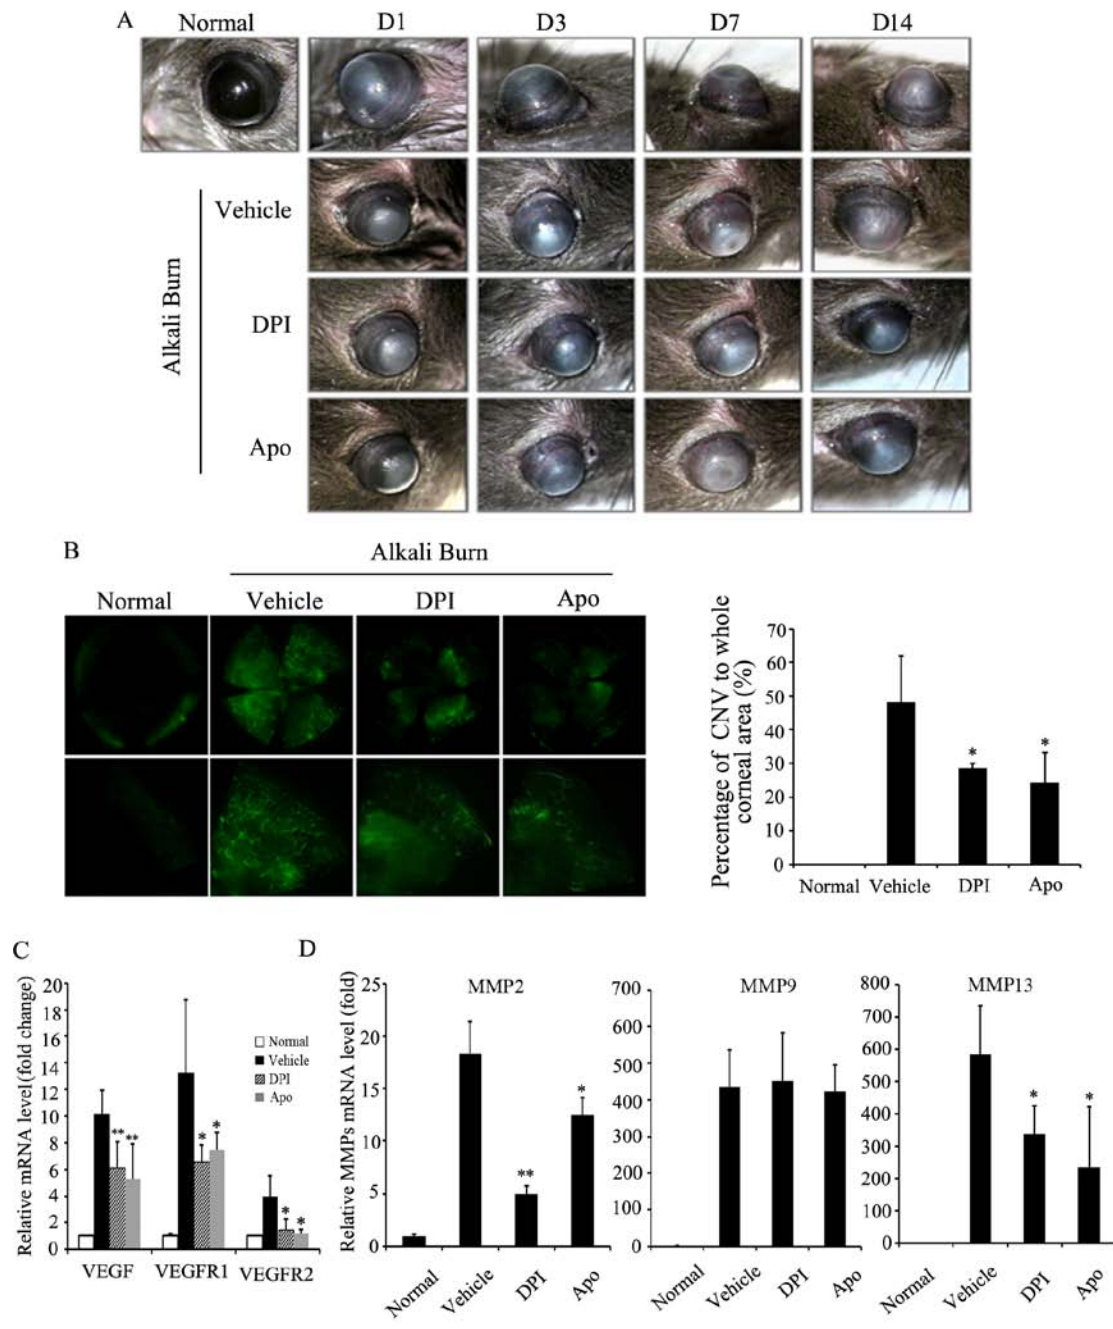 A
Normal D1 D3 D7 D14
Vehicle
DPI
Apo
Alkali Burn
B
Alkali Burn
Normal Vehicle DPI Apo
Percentage of CNV to whole
corneal area (%)
70
60
50
40
30
20
10
0
* *
Normal Vehicle DPI Apo
C
Relative mRNA level(fold change)
20
18
16
14
12
10
8
6
4
2
0
Normal
Vehicle
DPI
Apo
** **
* *
* *
VEGF VEGFR1 VEGFR2
D
Relative MMPs mRNA level (fold)
MMP2
25
20
15
10
5
0
**
*
Normal Vehicle DPI Apo
MMP9
700
600
500
400
300
200
100
0
Normal Vehicle DPI Apo
MMP13
800
700
600
500
400
300
200
100
0
* *
Normal Vehicle DPI Apo